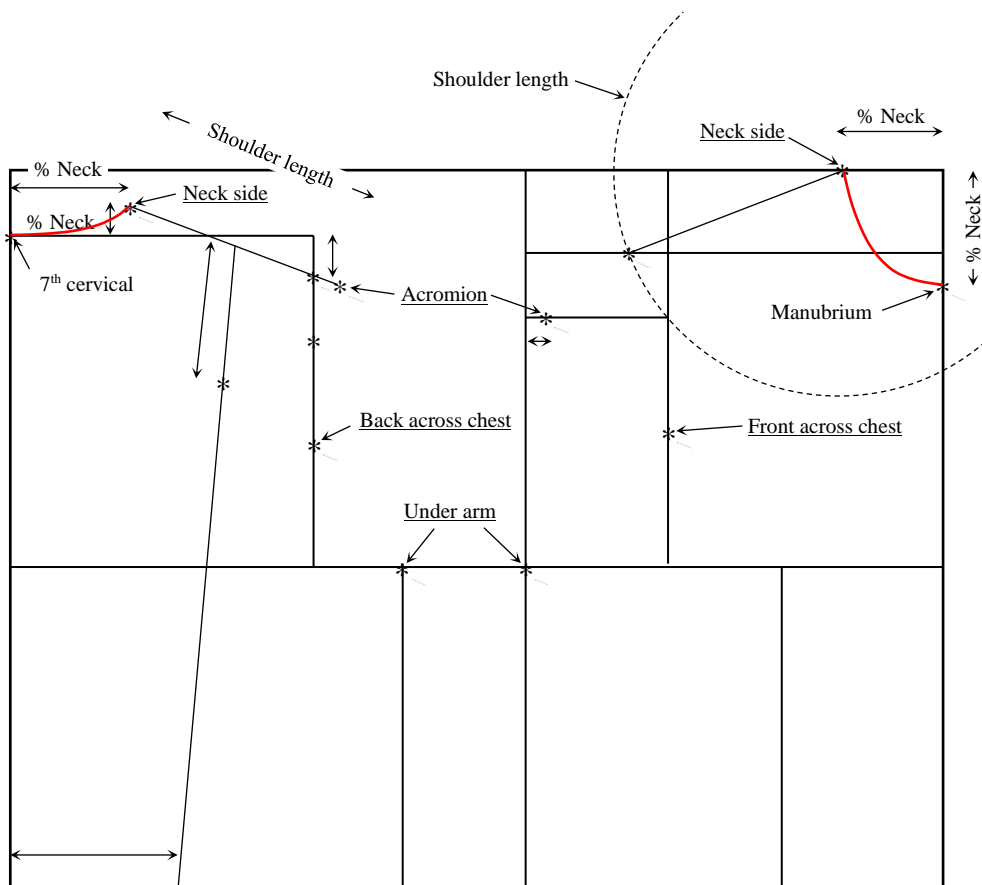 Shoulder length
% Neck
Neck side
Shoulder length
% Neck
Neck side
% Neck
% Neck
7th cervical
Acromion
Manubrium
Back across chest
Front across chest
Under arm